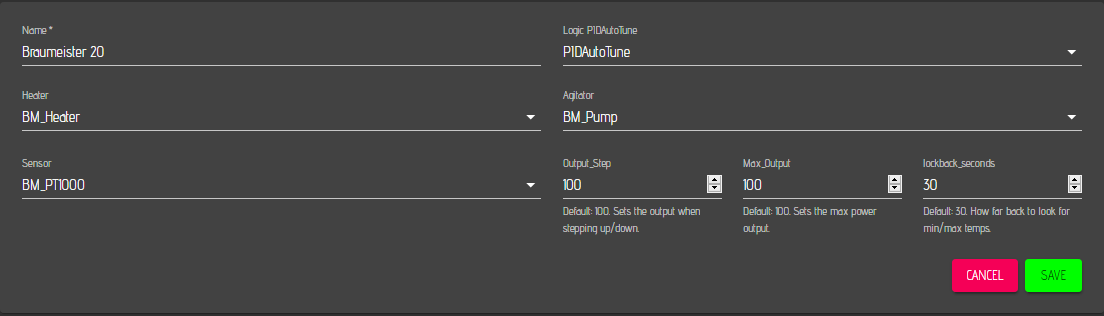 Name *
Braumeister 20
Logic PIDAutoTune
PIDAutoTune
Heater
BM_Heater
Agitator
BM_Pump
Sensor
BM_PT1000
Output_Step
100
Default: 100. Sets the output when
stepping up/down.
Max_Output
100
Default: 100. Sets the max power
output.
lockback_seconds
30
Default: 30. How far back to look for
min/max temps.
CANCEL
SAVE